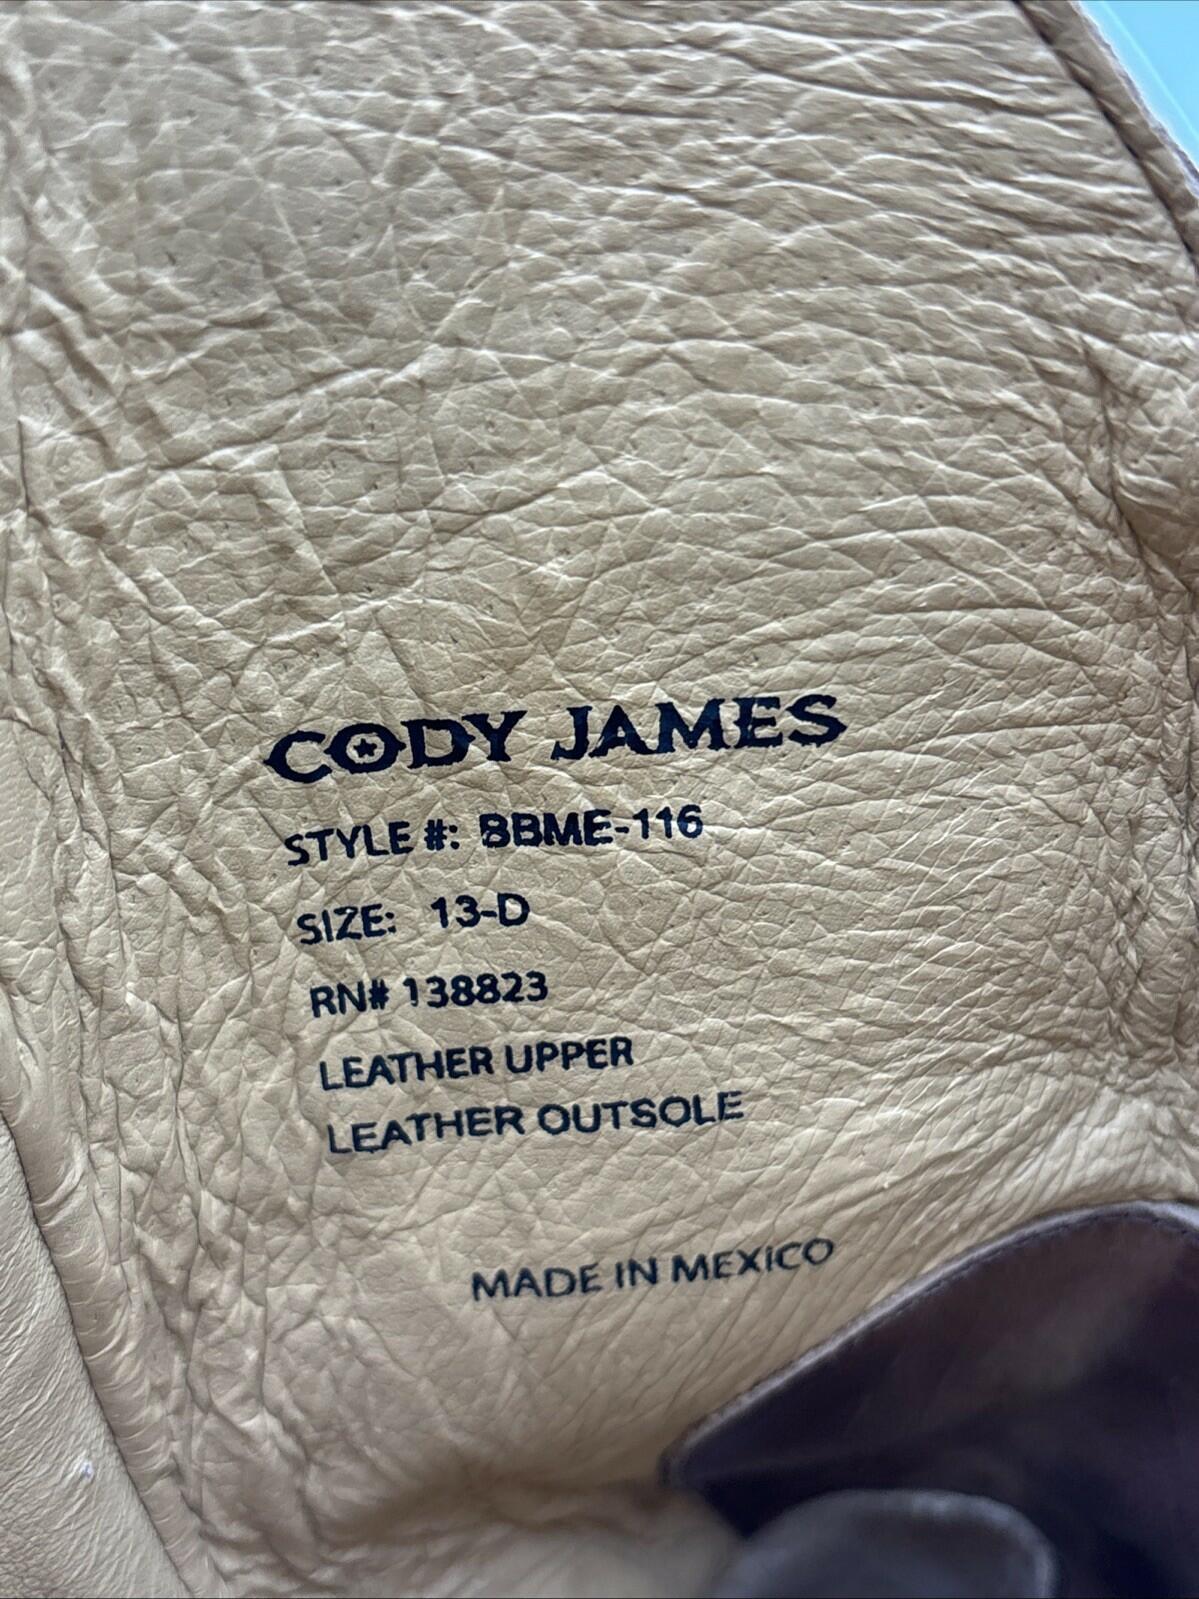 CODY JAMES
STYLE #: BBME-116
SIZE: 13-D
RN# 138823
LEATHER UPPER
LEATHER OUTSOLE
MADE IN MEXICO